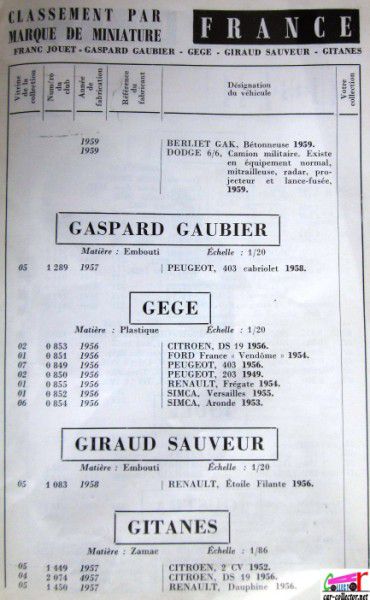 CLASSEMENT PAR
MARQUE DE MINIATURE
FRANCE
FRANC JOUET - GASPARD GAUBIER - GEGE - GIRAUD SAUVEUR - GITANES
Vitrine de la collection
Numéro du club
Année de fabrication
Référence du fabricant
Désignation du véhicule
Votre collection
1959 BERLIET GAK, Bétonneuse 1959.
1959 DODGE 6/6, Camion militaire. Existe
en équipement normal,
mitrailleuse, radar, pro-
jecteur et lance-fusée,
1959.
GASPARD GAUBIER
Matière : Embouti Échelle : 1/20
05 1 289 1957 PEUGEOT, 403 cabriolet 1958.
GEGE
Matière : Plastique Échelle : 1/20
02 0 853 1956 CITROEN, DS 19 1956.
01 0 851 1956 FORD France « Vendôme » 1954.
07 0 849 1956 PEUGEOT, 403 1956.
02 0 850 1956 PEUGEOT, 203 1949.
01 0 855 1956 RENAULT, Frégate 1954.
01 0 852 1956 SIMCA, Versailles 1955.
06 0 854 1956 SIMCA, Aronde 1953.
GIRAUD SAUVEUR
Matière : Embouti Échelle : 1/20
05 1 083 1958 RENAULT, Étoile Filante 1956.
GITANES
Matière : Zamac Échelle : 1/86
05 1 449 1957 CITROEN, 2 CV 1952.
04 2 074 1957 CITROEN, DS 19 1956.
05 1 450 1957 RENAULT, Dauphine 1956.
car-collector.net